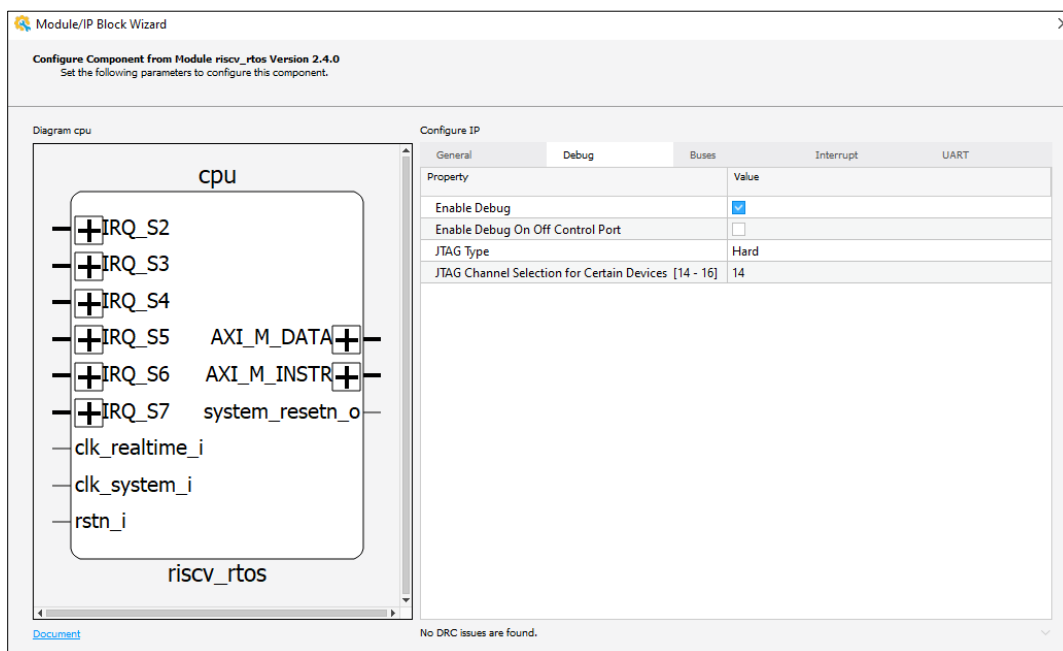 Module/IP Block Wizard
Configure Component from Module riscv_rtos Version 2.4.0
Set the following parameters to configure this component.
Diagram cpu
cpu
IRQ_S2
IRQ_S3
IRQ_S4
IRQ_S5 AXI_M_DATA
IRQ_S6 AXI_M_INSTR
IRQ_S7 system_resetn_o
clk_realtime_i
clk_system_i
rstn_i
riscv_rtos
Document
Configure IP
General Debug Buses Interrupt UART
Property Value
Enable Debug
Enable Debug On Off Control Port
JTAG Type Hard
JTAG Channel Selection for Certain Devices [14 - 16] 14
No DRC issues are found.